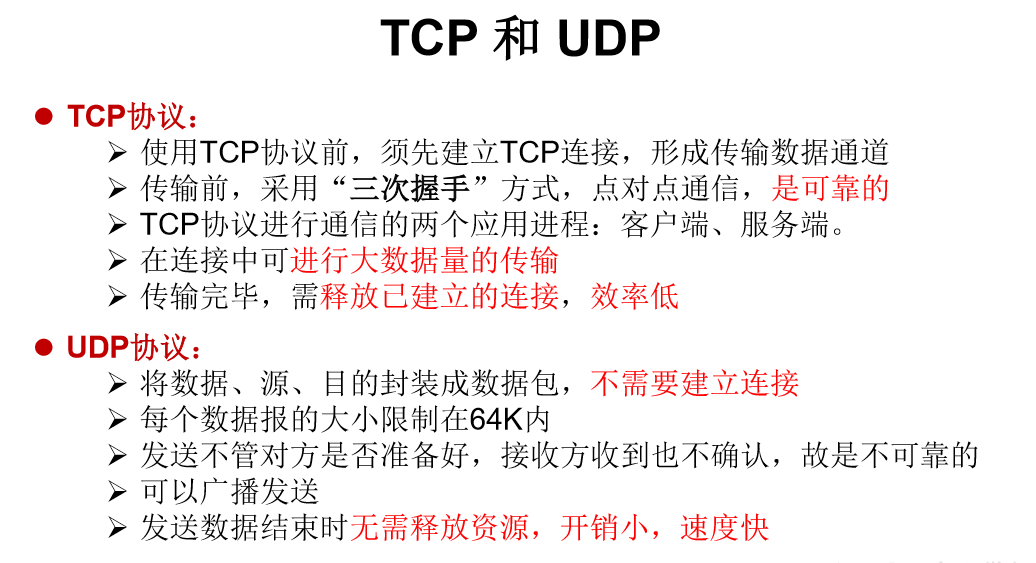 TCP 和 UDP
TCP协议：
使用TCP协议前，须先建立TCP连接，形成传输数据通道
传输前，采用“三次握手”方式，点对点通信，是可靠的
TCP协议进行通信的两个应用进程：客户端、服务端。
在连接中可进行大数据量的传输
传输完毕，需释放已建立的连接，效率低
UDP协议：
将数据、源、目的封装成数据包，不需要建立连接
每个数据报的大小限制在64K内
发送不管对方是否准备好，接收方收到也不确认，故是不可靠的
可以广播发送
发送数据结束时无需释放资源，开销小，速度快